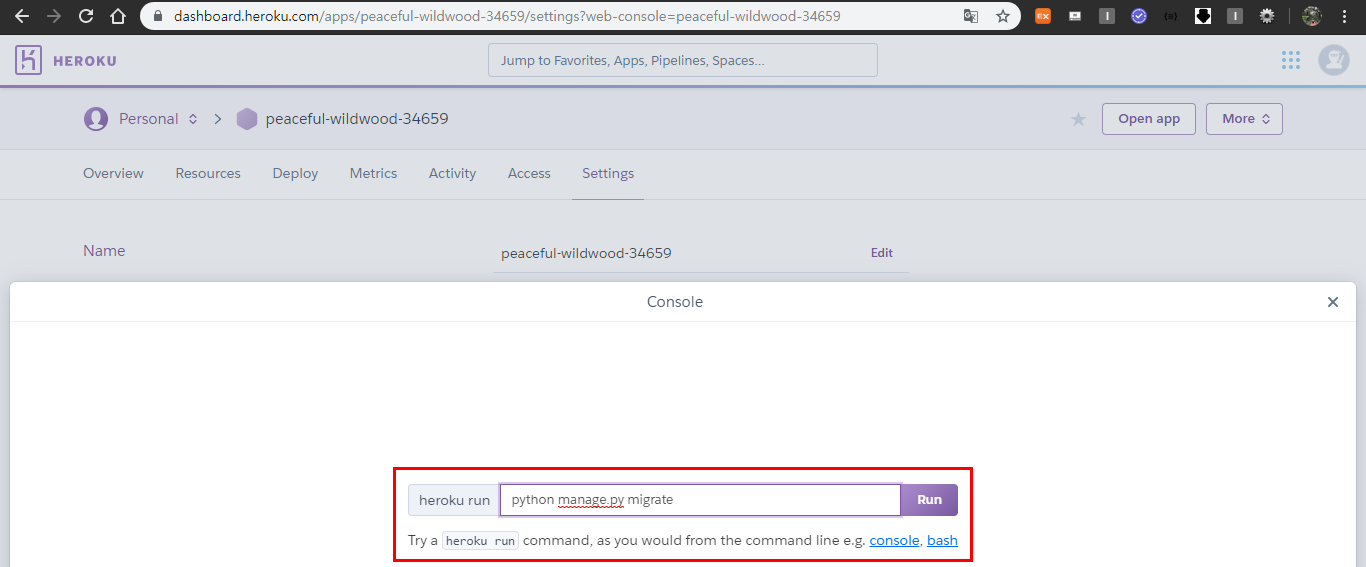 dashboard.heroku.com/apps/peaceful-wildwood-34659/settings?web-console=peaceful-wildwood-34659
HEROKU
Jump to Favorites, Apps, Pipelines, Spaces...
Personal
peaceful-wildwood-34659
Open app
More
Overview Resources Deploy Metrics Activity Access Settings
Name
peaceful-wildwood-34659
Edit
Console
heroku run python manage.py migrate Run
Try a heroku run command, as you would from the command line e.g. console, bash